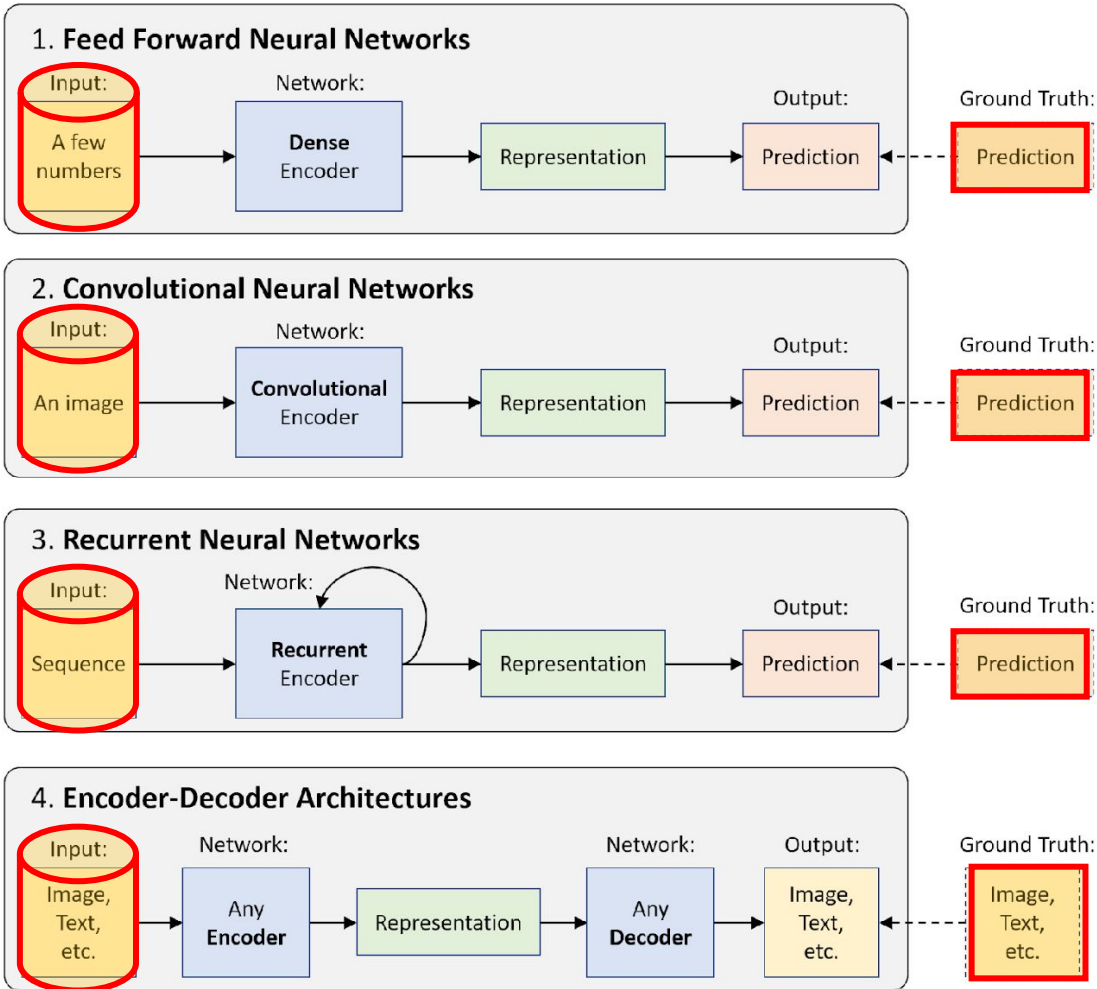 1. Feed Forward Neural Networks
Input:
Network:
Output:
Ground Truth:
A few
numbers
Dense
Encoder
Representation
Prediction
Prediction
2. Convolutional Neural Networks
Input:
Network:
Output:
Ground Truth:
An image
Convolutional
Encoder
Representation
Prediction
Prediction
3. Recurrent Neural Networks
Input:
Network:
Output:
Ground Truth:
Sequence
Recurrent
Encoder
Representation
Prediction
Prediction
4. Encoder-Decoder Architectures
Input:
Network:
Network:
Output:
Ground Truth:
Image,
Text,
etc.
Any
Encoder
Representation
Any
Decoder
Image,
Text,
etc.
Image,
Text,
etc.